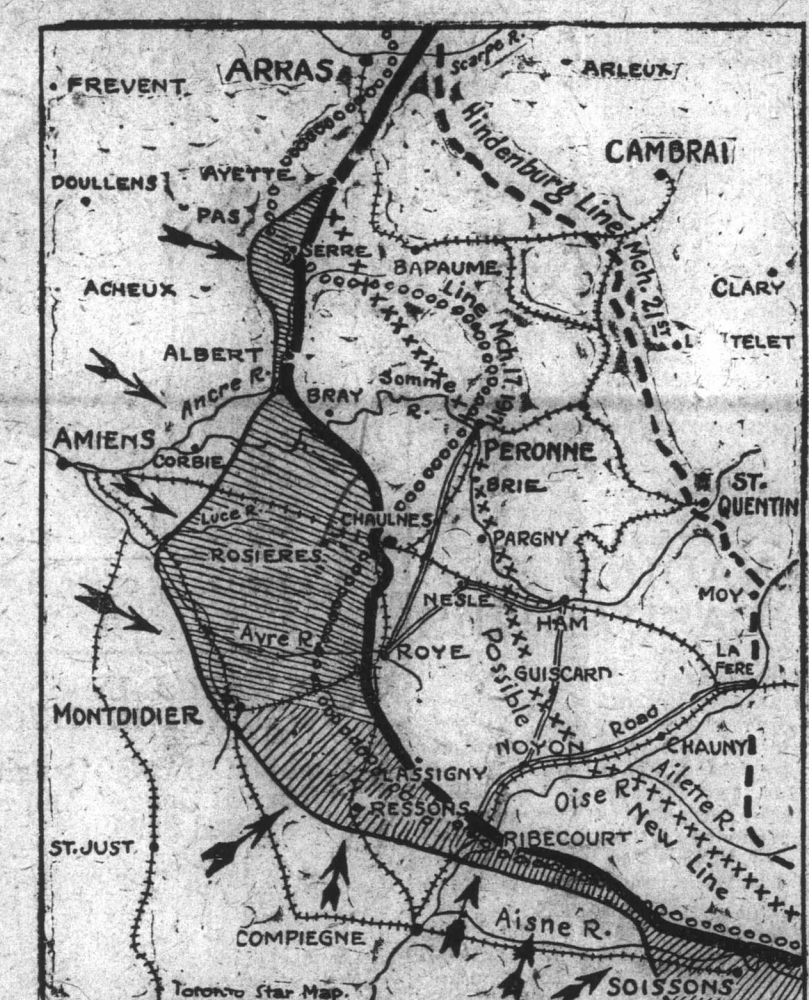 Scarpe R.
ARRAS
ARLEUX
FREVENT
Hindenburg Line, Mch. 21st
CAMBRAI
AYETTE
DOULLENS
PAS
SERRE
BAPAUME
ACHEUX
CLARY
Line Mch. 17,
TELET
ALBERT
Ancre R.
Somme
R.
BRAY
AMIENS
CORBIE
PERONNE
BRIE
ST.
QUENTIN
Luce R.
CHAULNES
PARGNY
ROSIERES
NESLE
MOY
HAM
Avre R.
ROYE
LA
FERE
Possible
GUISCARD
MONTDIDIER
Road
NOYON
CHAUNY
LASSIGNY
Ailette R.
Oise R.
RESSONS
New
Line
RIBECOURT
ST. JUST
Aisne R.
COMPIEGNE
SOISSONS
Toronto Star Map.